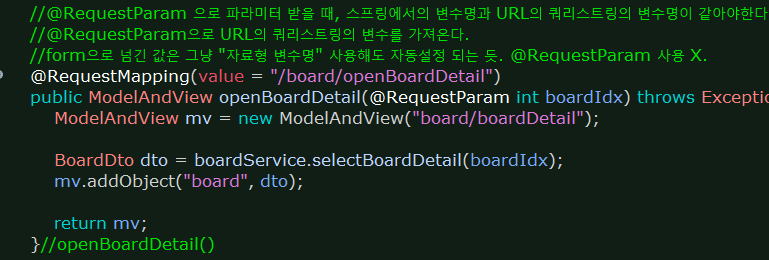 //@RequestParam 으로 파라미터 받을 때, 스프링에서의 변수명과 URL의 쿼리스트링의 변수명이 같아야한다
//@RequestParam으로 URL의 쿼리스트링의 변수를 가져온다.
//form으로 넘긴 값은 그냥 "자료형 변수명" 사용해도 자동설정 되는 듯. @RequestParam 사용 X.
@RequestMapping(value = "/board/openBoardDetail")
public ModelAndView openBoardDetail(@RequestParam int boardIdx) throws Exceptio
ModelAndView mv = new ModelAndView("board/boardDetail");
BoardDto dto = boardService.selectBoardDetail(boardIdx);
mv.addObject("board", dto);
return mv;
}//openBoardDetail()